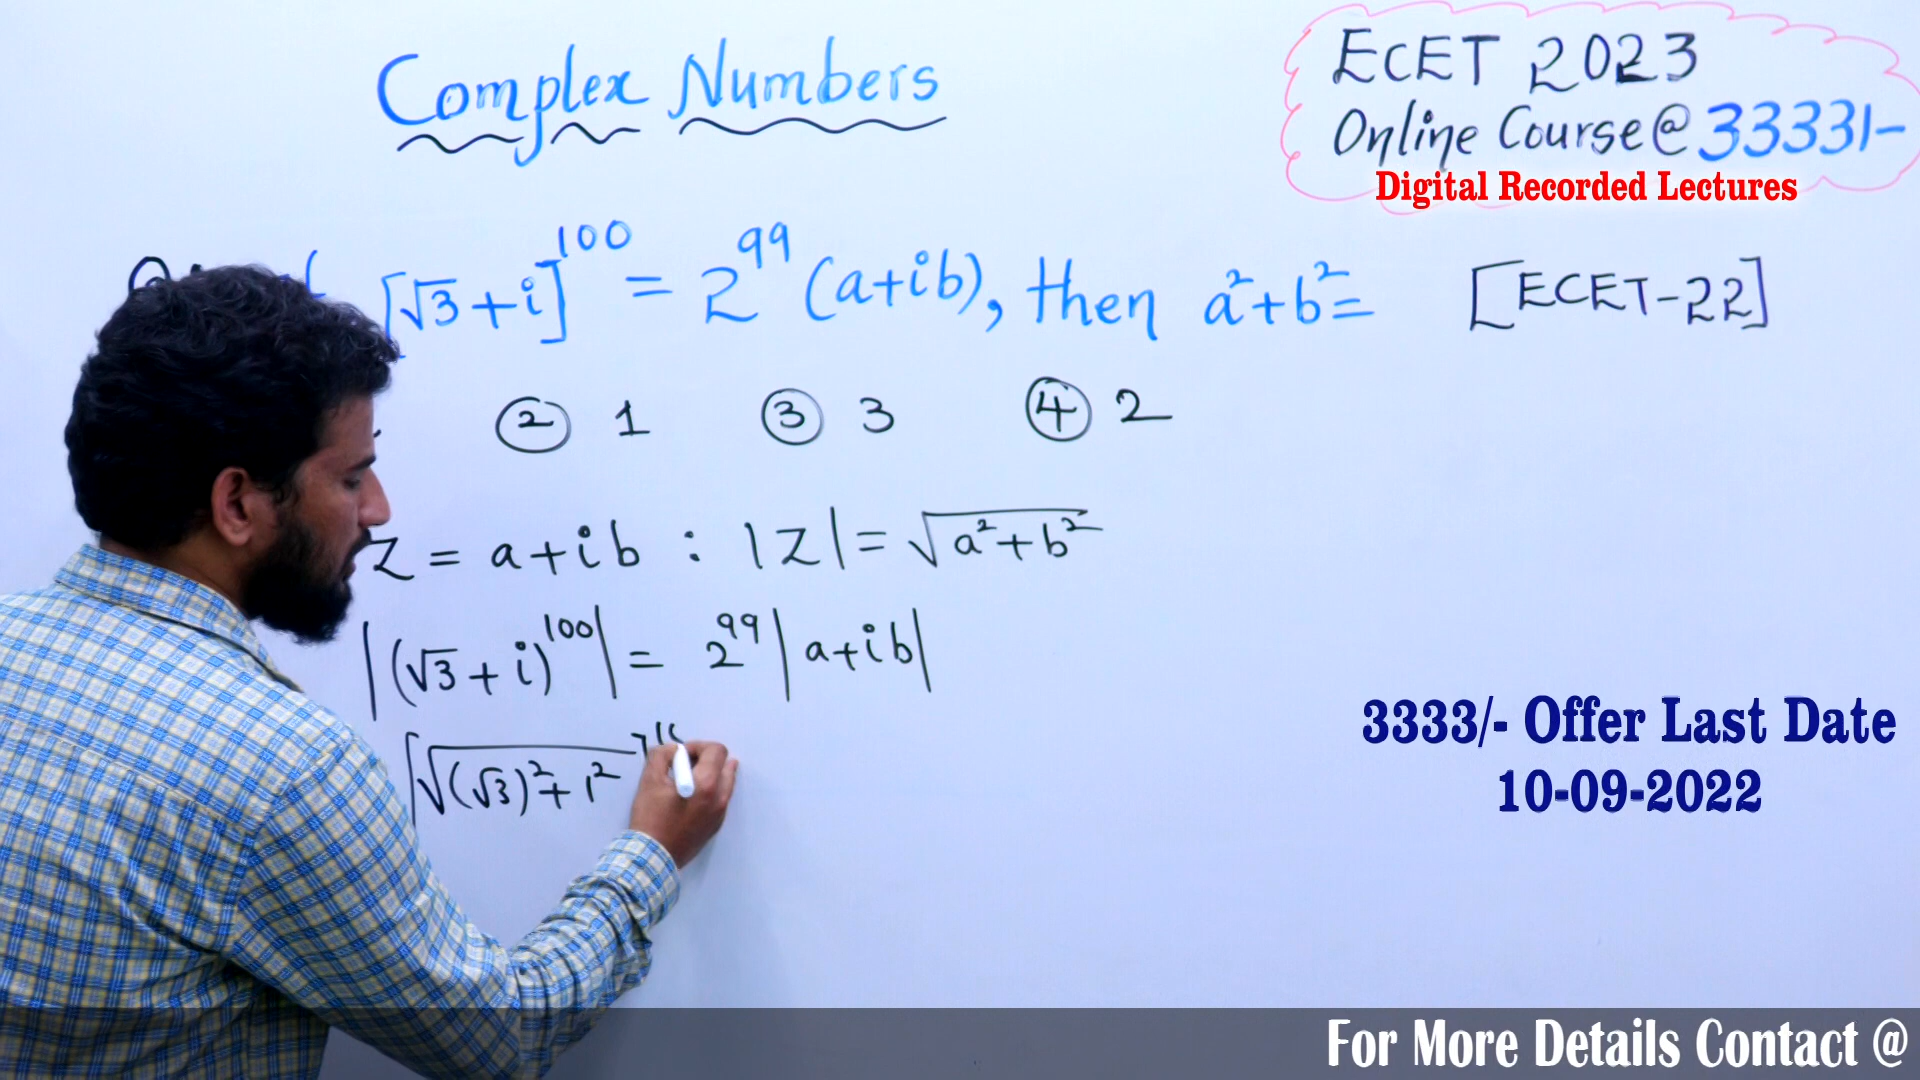 Complex Numbers
ECET 2023
Online Course @ 3333/-
Digital Recorded Lectures
[√3+i]^100 = 2^99 (a+ib), then a²+b²= [ECET-22]
② 1 ③ 3 ④ 2
Z = a+ib : |Z| = √(a²+b²)
|(√3+i)^100| = 2^99 |a+ib|
[√((√3)²+1²)]
3333/- Offer Last Date
10-09-2022
For More Details Contact @